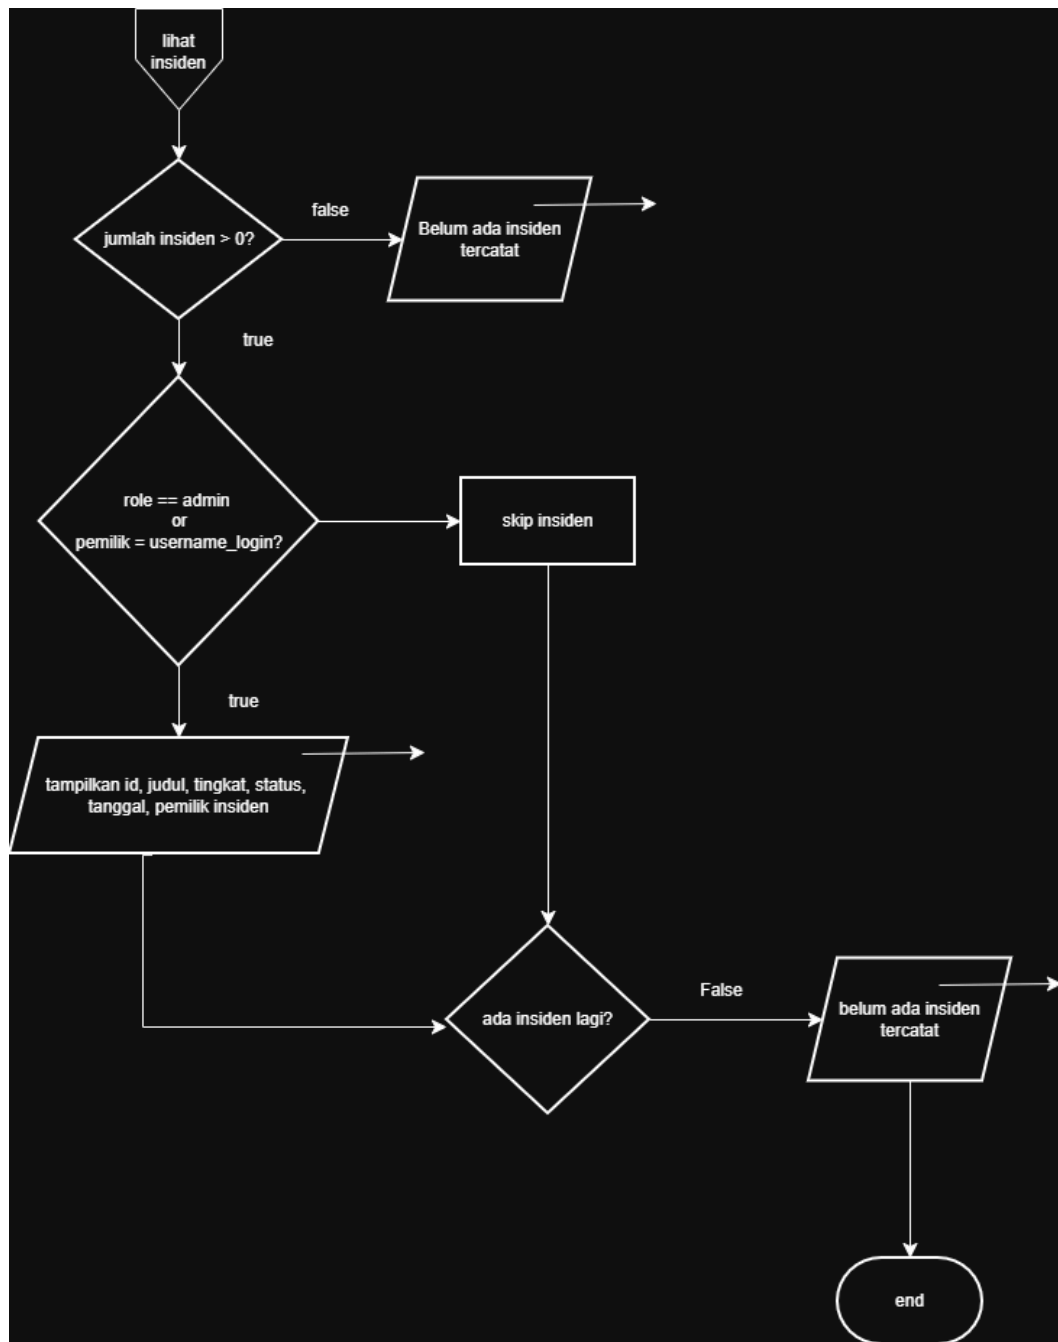 lihat
insiden
jumlah insiden > 0?
false
Belum ada insiden
tercatat
true
role == admin
or
pemilik = username_login?
skip insiden
true
tampilkan id, judul, tingkat, status,
tanggal, pemilik insiden
ada insiden lagi?
False
belum ada insiden
tercatat
end